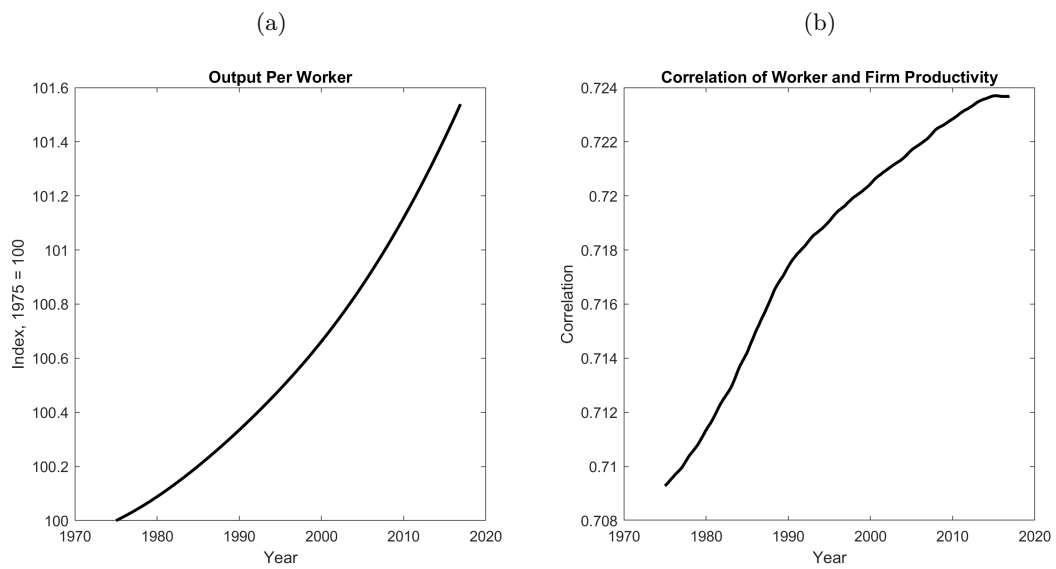 (a)
Output Per Worker
101.6
101.4
101.2
101
100.8
100.6
100.4
100.2
100
Index, 1975 = 100
1970 1980 1990 2000 2010 2020
Year
(b)
Correlation of Worker and Firm Productivity
0.724
0.722
0.72
0.718
0.716
0.714
0.712
0.71
0.708
Correlation
1970 1980 1990 2000 2010 2020
Year